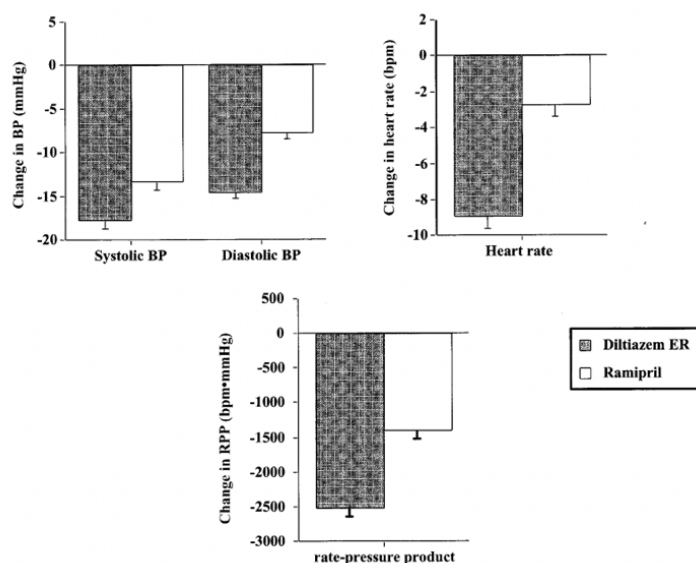 Change in BP (mmHg)
5
0
-5
-10
-15
-20
Systolic BP Diastolic BP
Change in heart rate (bpm)
2
0
-2
-4
-6
-8
-10
Heart rate
Change in RPP (bpm•mmHg)
500
0
-500
-1000
-1500
-2000
-2500
-3000
rate-pressure product
Diltiazem ER
Ramipril